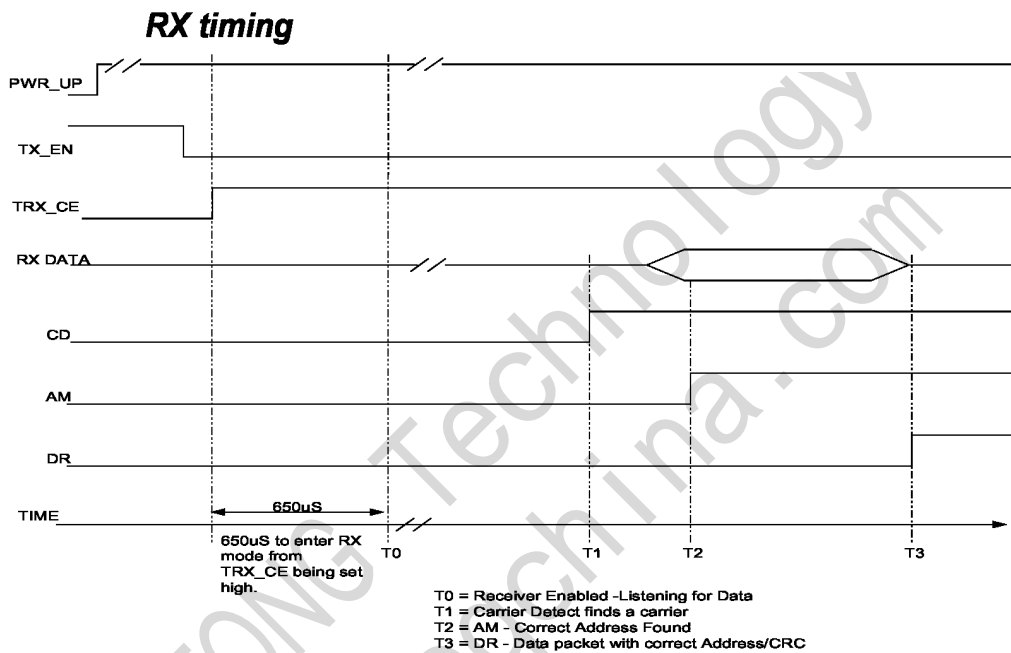 RX timing
PWR_UP
TX_EN
TRX_CE
RX DATA
CD
AM
DR
650uS
TIME
650uS to enter RX
mode from
TRX_CE being set
high.
T0
T1
T2
T3
T0 = Receiver Enabled -Listening for Data
T1 = Carrier Detect finds a carrier
T2 = AM - Correct Address Found
T3 = DR - Data packet with correct Address/CRC
TONG Technology
gchina.com